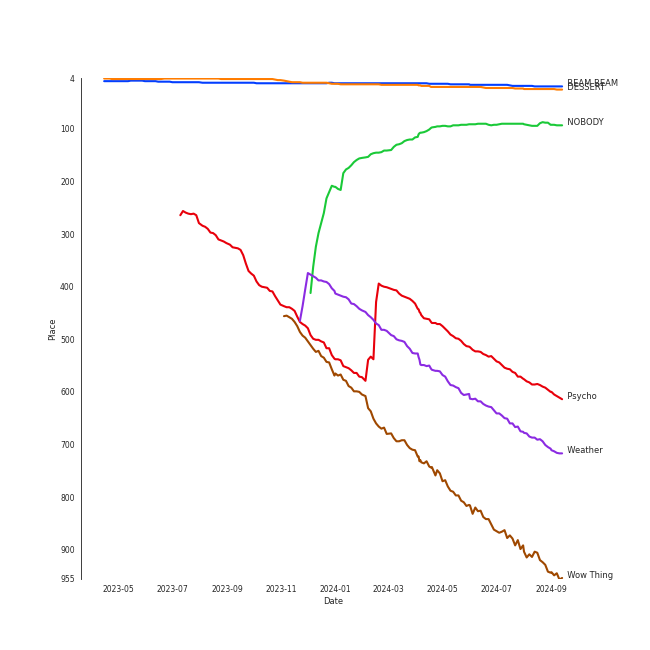 4
100
200
300
400
500
600
700
800
900
955
Place
2023-05
2023-07
2023-09
2023-11
2024-01
2024-03
2024-05
2024-07
2024-09
Date
BEAM BEAM
DESSERT
NOBODY
Psycho
Weather
Wow Thing